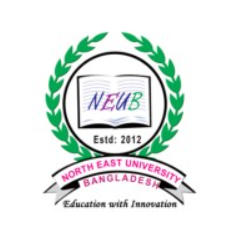 NEUB
Estd: 2012
NORTH EAST UNIVERSITY
BANGLADESH
Education with Innovation